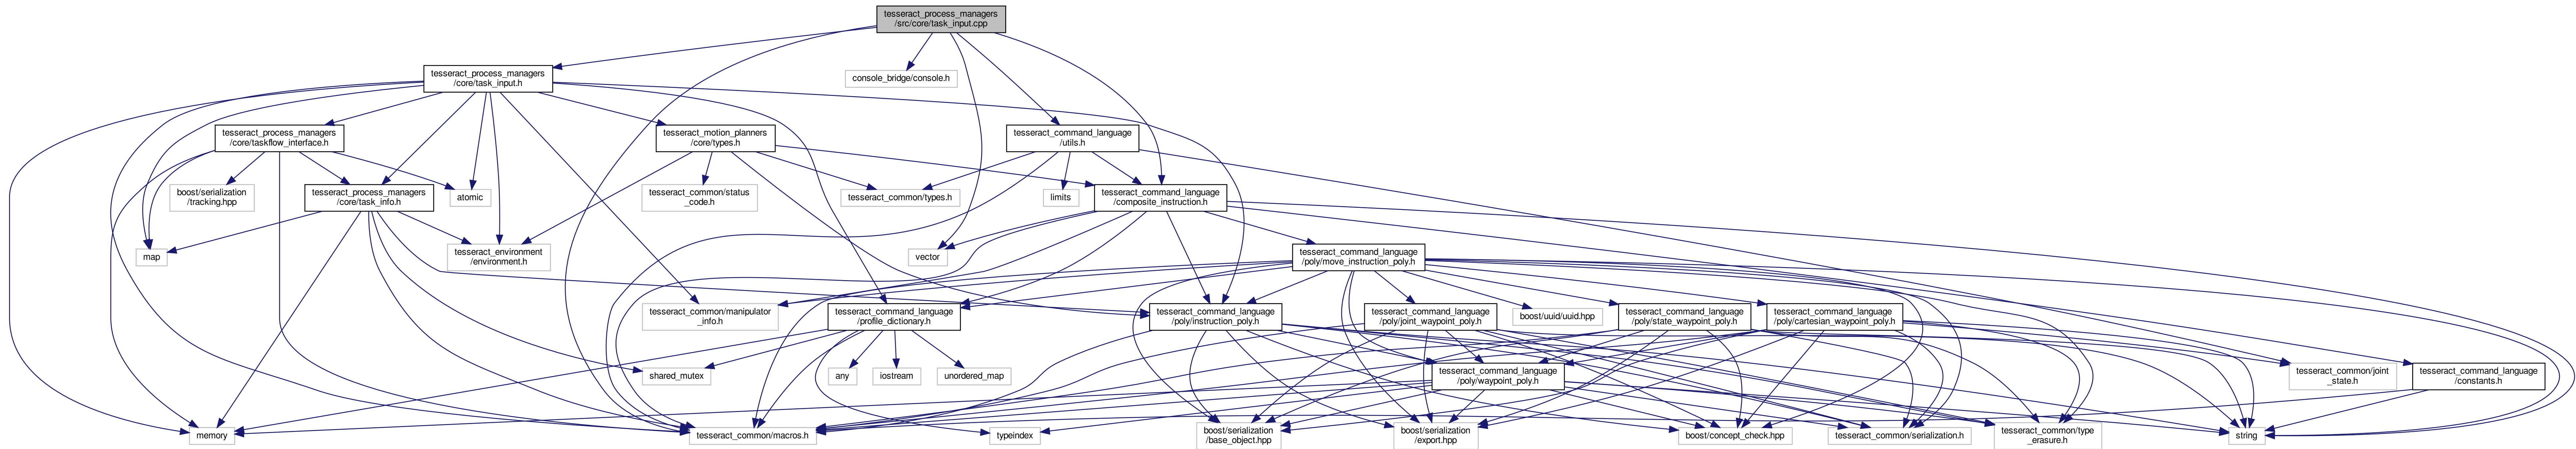 tesseract_process_managers
/src/core/task_input.cpp
tesseract_process_managers
/core/task_input.h
console_bridge/console.h
tesseract_process_managers
/core/taskflow_interface.h
tesseract_motion_planners
/core/types.h
tesseract_command_language
/utils.h
boost/serialization
/tracking.hpp
tesseract_process_managers
/core/task_info.h
atomic
tesseract_common/status
_code.h
tesseract_common/types.h
limits
tesseract_command_language
/composite_instruction.h
map
tesseract_environment
/environment.h
vector
tesseract_command_language
/poly/move_instruction_poly.h
tesseract_common/manipulator
_info.h
tesseract_command_language
/profile_dictionary.h
tesseract_command_language
/poly/instruction_poly.h
tesseract_command_language
/poly/joint_waypoint_poly.h
boost/uuid/uuid.hpp
tesseract_command_language
/poly/state_waypoint_poly.h
tesseract_command_language
/poly/cartesian_waypoint_poly.h
shared_mutex
any
iostream
unordered_map
tesseract_command_language
/poly/waypoint_poly.h
tesseract_common/joint
_state.h
tesseract_command_language
/constants.h
memory
tesseract_common/macros.h
typeindex
boost/serialization
/base_object.hpp
boost/serialization
/export.hpp
boost/concept_check.hpp
tesseract_common/serialization.h
tesseract_common/type
_erasure.h
string